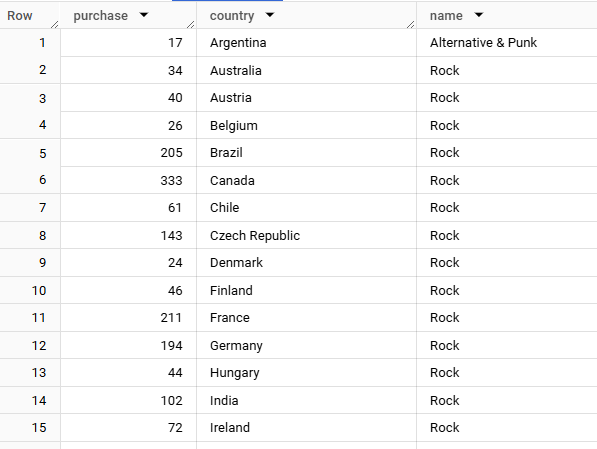 Row purchase country name
1 17 Argentina Alternative & Punk
2 34 Australia Rock
3 40 Austria Rock
4 26 Belgium Rock
5 205 Brazil Rock
6 333 Canada Rock
7 61 Chile Rock
8 143 Czech Republic Rock
9 24 Denmark Rock
10 46 Finland Rock
11 211 France Rock
12 194 Germany Rock
13 44 Hungary Rock
14 102 India Rock
15 72 Ireland Rock